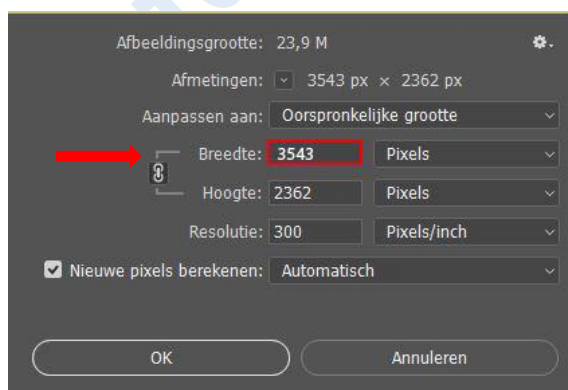 Afbeeldingsgrootte: 23,9 M
Afmetingen: 3543 px × 2362 px
Aanpassen aan: Oorspronkelijke grootte
Breedte: 3543 Pixels
Hoogte: 2362 Pixels
Resolutie: 300 Pixels/inch
Nieuwe pixels berekenen: Automatisch
OK Annuleren